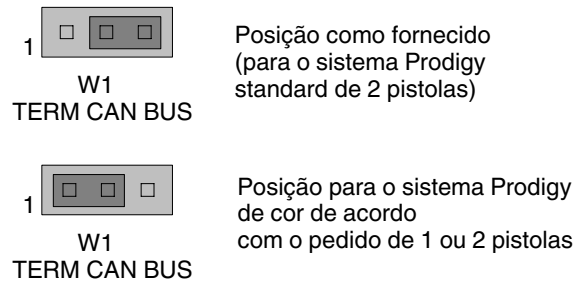 1
W1
TERM CAN BUS
Posição como fornecido
(para o sistema Prodigy
standard de 2 pistolas)
1
W1
TERM CAN BUS
Posição para o sistema Prodigy
de cor de acordo
com o pedido de 1 ou 2 pistolas